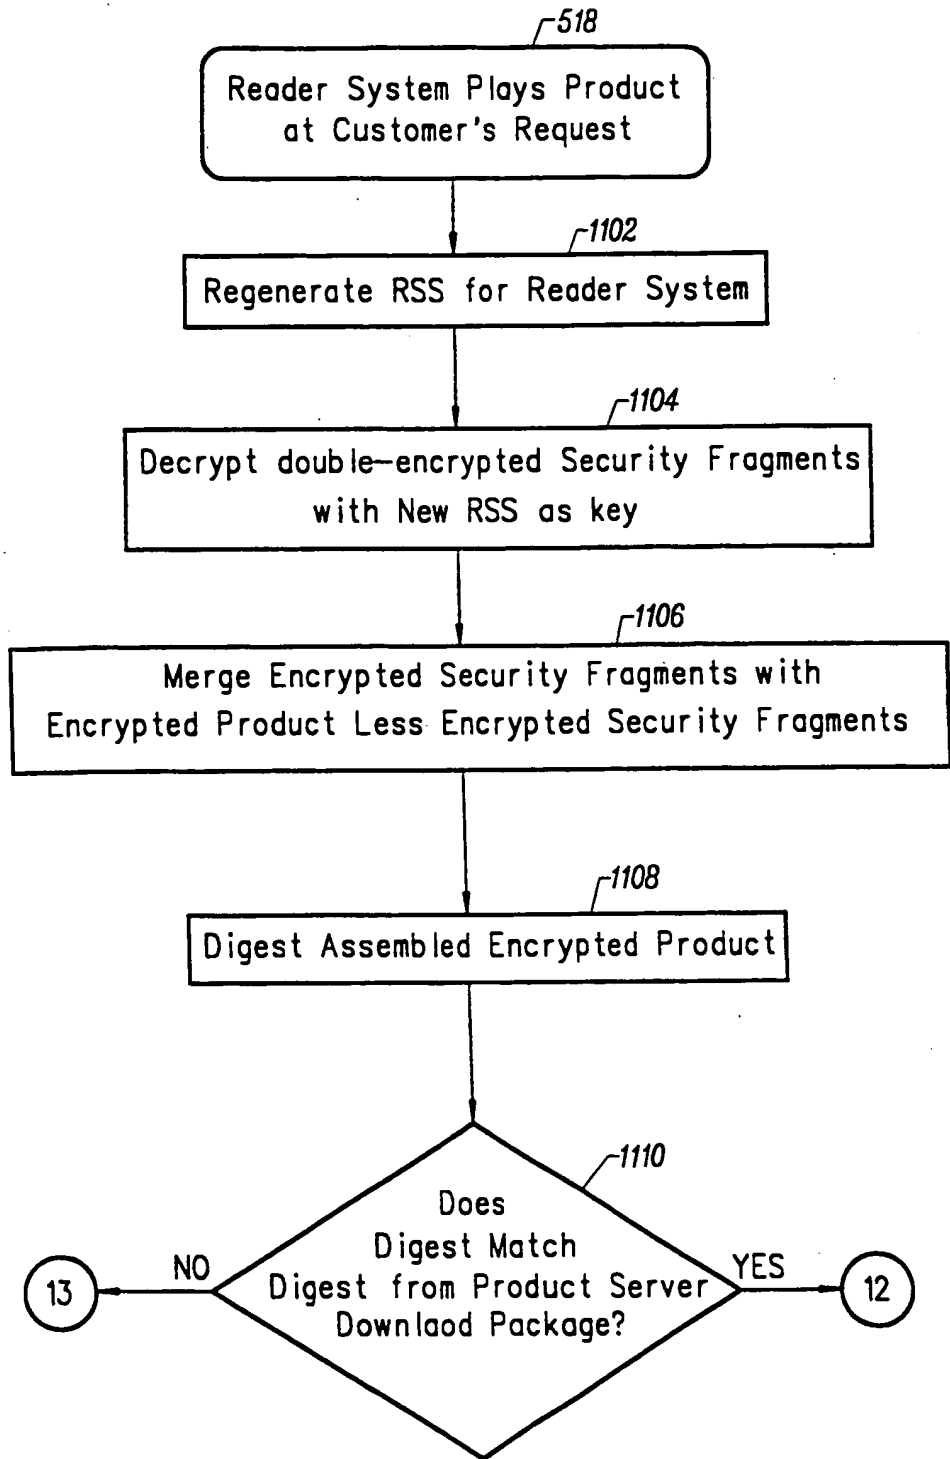 518
Reader System Plays Product
at Customer's Request
1102
Regenerate RSS for Reader System
1104
Decrypt double-encrypted Security Fragments
with New RSS as key
1106
Merge Encrypted Security Fragments with
Encrypted Product Less Encrypted Security Fragments
1108
Digest Assembled Encrypted Product
1110
Does
Digest Match
Digest from Product Server
Downlaod Package?
NO
YES
13
12